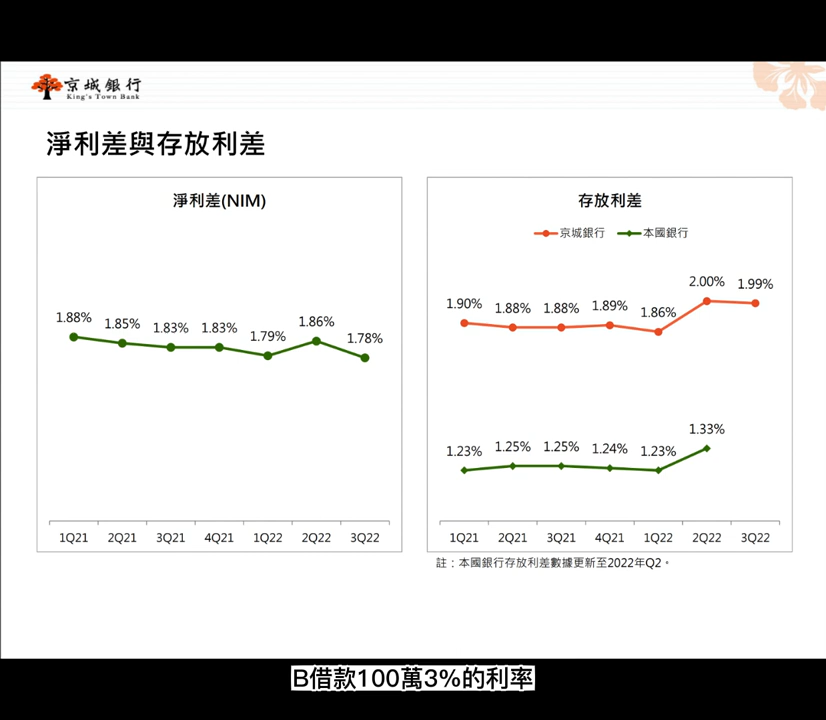 京城銀行
King's Town Bank
淨利差與存放利差
淨利差(NIM)
1.88%
1.85%
1.83%
1.83%
1.79%
1.86%
1.78%
1Q21 2Q21 3Q21 4Q21 1Q22 2Q22 3Q22
存放利差
京城銀行 本國銀行
1.90%
1.88%
1.88%
1.89%
1.86%
2.00%
1.99%
1.23%
1.25%
1.25%
1.24%
1.23%
1.33%
1Q21 2Q21 3Q21 4Q21 1Q22 2Q22 3Q22
註：本國銀行存放利差數據更新至2022年Q2。
B借款100萬3%的利率